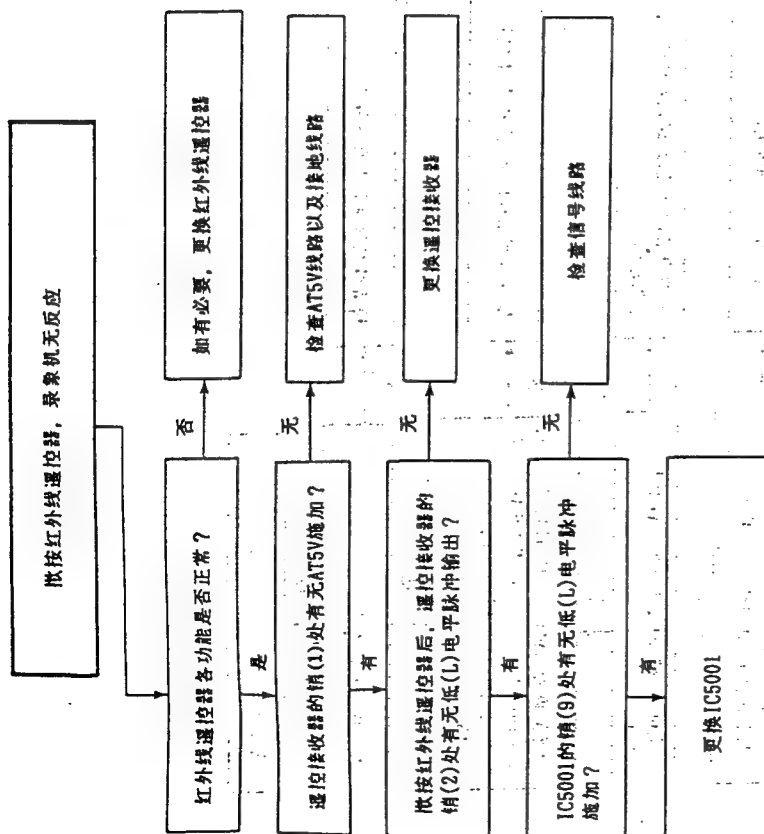 揿按红外线遥控器，录象机无反应
红外线遥控器各功能是否正常？
否
如有必要，更换红外线遥控器
是
遥控接收器的销(1)处有无AT5V施加？
无
检查AT5V线路以及接地线路
有
揿按红外线遥控器后，遥控接收器的
销(2)处有无低(L)电平脉冲输出？
无
更换遥控接收器
有
IC5001的销(9)处有无低(L)电平脉冲
施加？
无
检查信号线路
有
更换IC5001